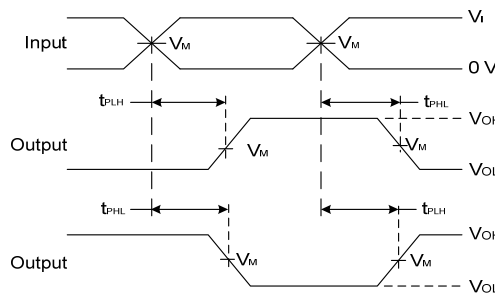 VI
Input VM VM
0 V
tPLH tPHL
VOH
Output VM VM
VOL
tPHL tPLH
VOH
Output VM VM
VOL